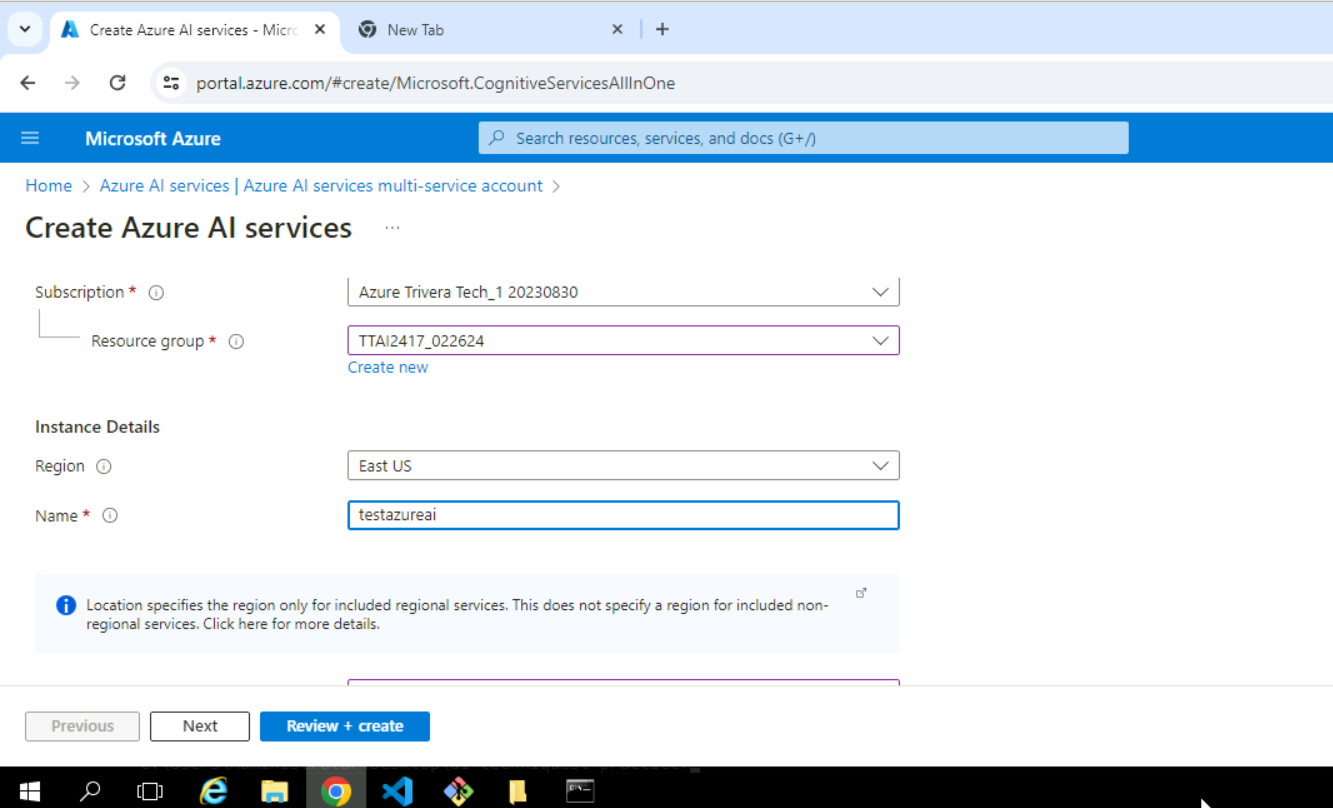 Create Azure AI services - Micro
New Tab
portal.azure.com/#create/Microsoft.CognitiveServicesAllInOne
Microsoft Azure
Search resources, services, and docs (G+/)
Home > Azure AI services | Azure AI services multi-service account >
Create Azure AI services ...
Subscription * Azure Trivera Tech_1 20230830
Resource group * TTAI2417_022624
Create new
Instance Details
Region East US
Name * testazureai
Location specifies the region only for included regional services. This does not specify a region for included non-
regional services. Click here for more details.
Previous Next Review + create